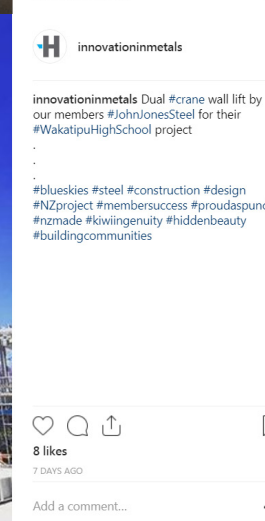 innovationinmetals
innovationinmetals Dual #crane wall lift by
our members #JohnJonesSteel for their
#WakatipuHighSchool project
.
.
.
#blueskies #steel #construction #design
#NZproject #membersuccess #proudaspunc
#nzmade #kiwiingenuity #hiddenbeauty
#buildingcommunities
8 likes
7 DAYS AGO
Add a comment...